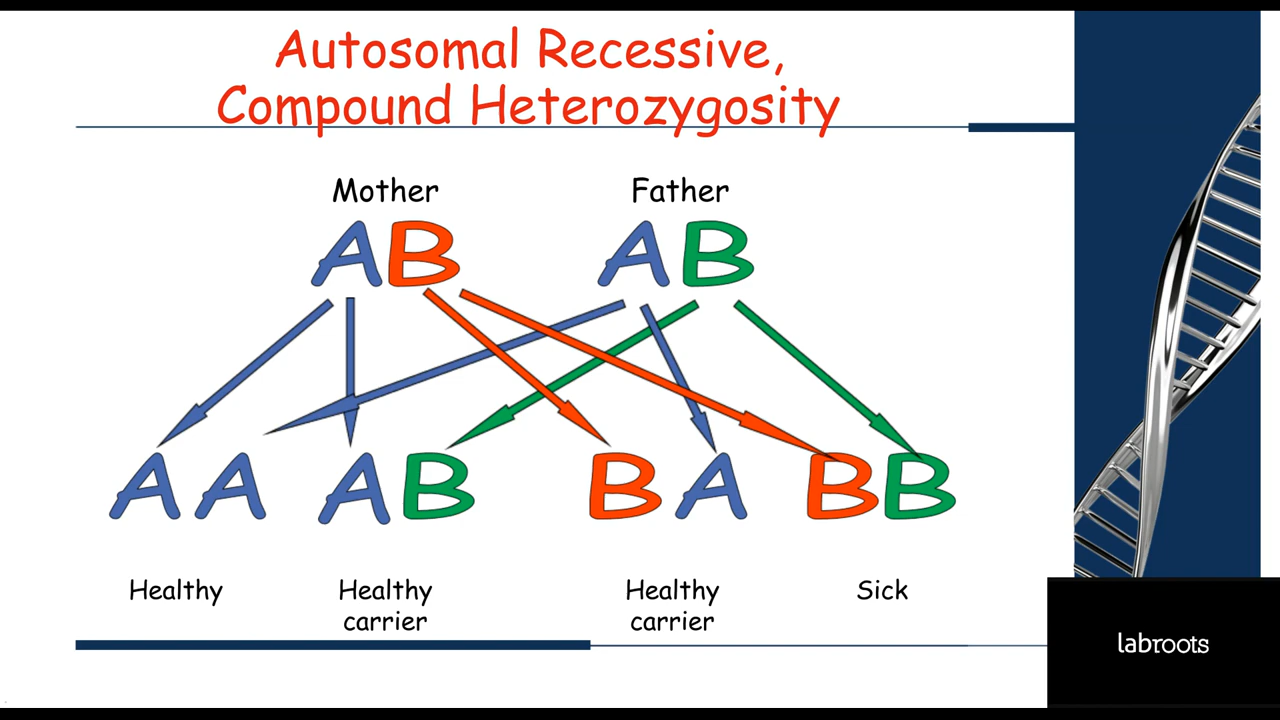 Autosomal Recessive,
Compound Heterozygosity
Mother Father
AB AB
AA AB BA BB
Healthy Healthy carrier Healthy carrier Sick
labroots